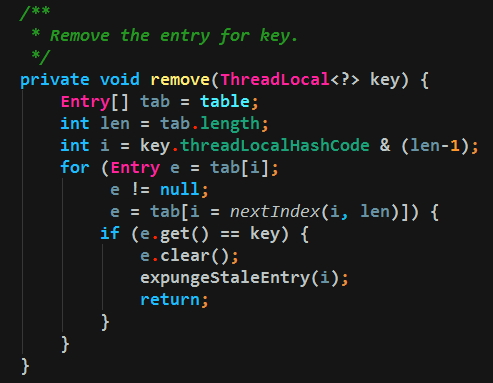 /**
 * Remove the entry for key.
 */
private void remove(ThreadLocal<?> key) {
    Entry[] tab = table;
    int len = tab.length;
    int i = key.threadLocalHashCode & (len-1);
    for (Entry e = tab[i];
         e != null;
         e = tab[i = nextIndex(i, len)]) {
        if (e.get() == key) {
            e.clear();
            expungeStaleEntry(i);
            return;
        }
    }
}